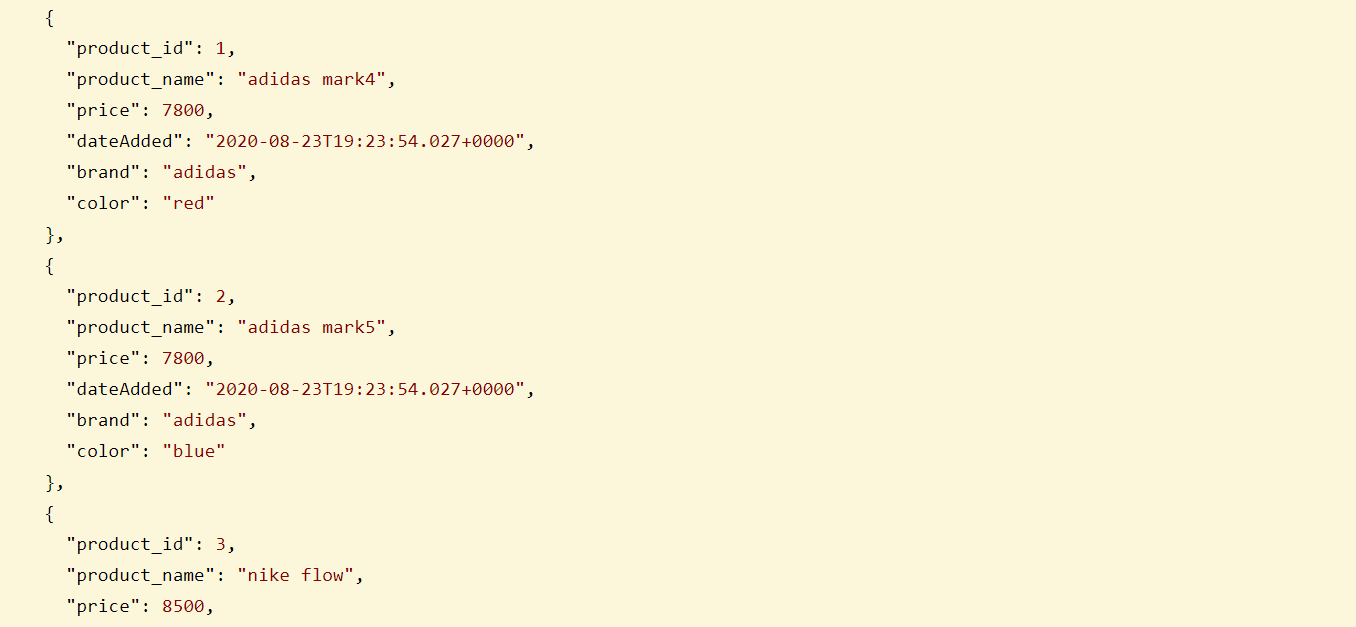 {
"product_id": 1,
"product_name": "adidas mark4",
"price": 7800,
"dateAdded": "2020-08-23T19:23:54.027+0000",
"brand": "adidas",
"color": "red"
},
{
"product_id": 2,
"product_name": "adidas mark5",
"price": 7800,
"dateAdded": "2020-08-23T19:23:54.027+0000",
"brand": "adidas",
"color": "blue"
},
{
"product_id": 3,
"product_name": "nike flow",
"price": 8500,